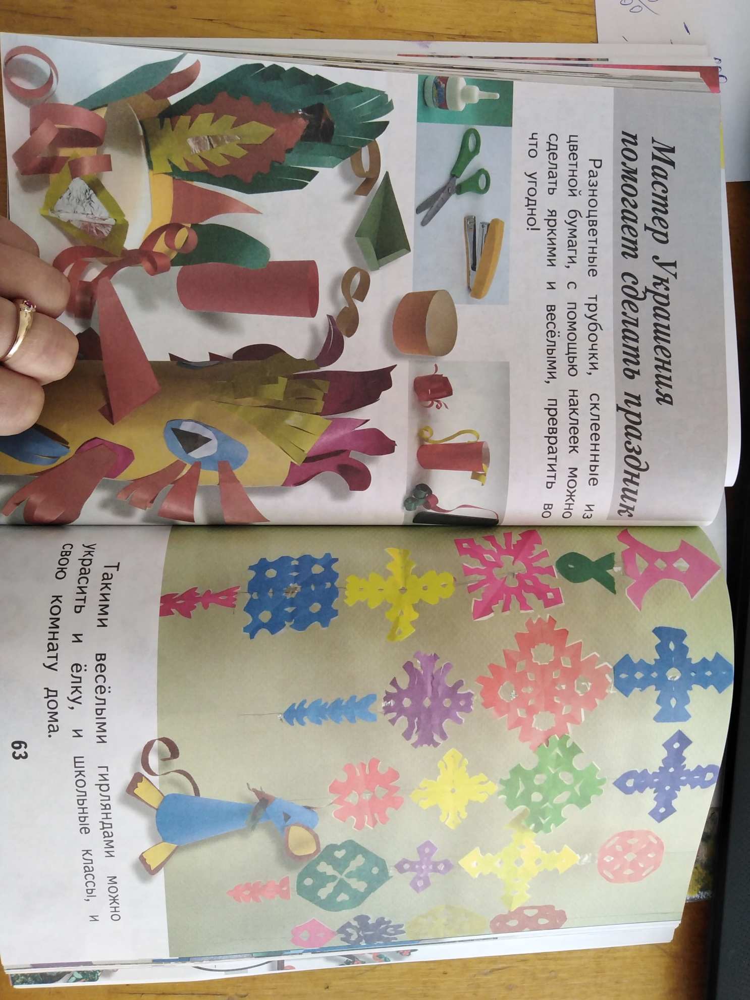 Мастер Украшения
помогает сделать праздник
Разноцветные трубочки, склеенные из
цветной бумаги, с помощью наклеек можно
сделать яркими и весёлыми, превратить во
что угодно!
Такими весёлыми гирляндами можно
украсить и ёлку, и школьные классы, и
свою комнату дома.
63